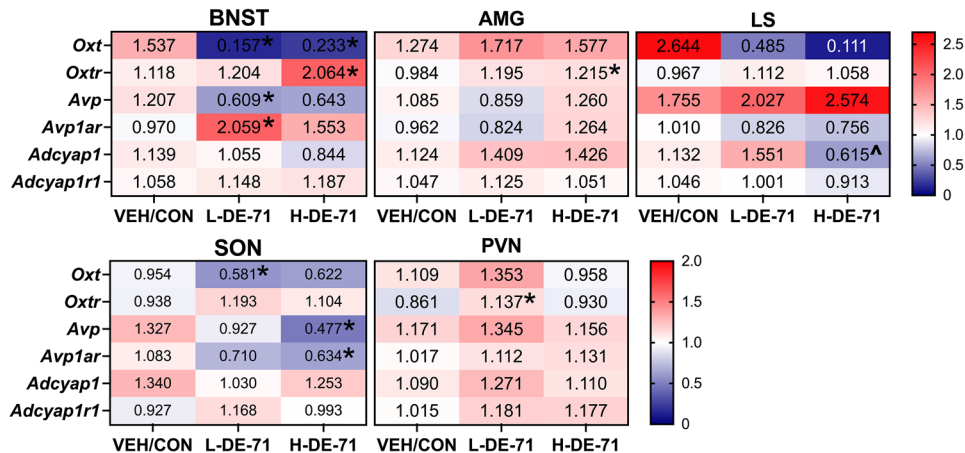 BNST AMG LS
Oxt 1.537 0.157* 0.233* 1.274 1.717 1.577 2.644 0.485 0.111
Oxtr 1.118 1.204 2.064* 0.984 1.195 1.215* 0.967 1.112 1.058
Avp 1.207 0.609* 0.643 1.085 0.859 1.260 1.755 2.027 2.574
Avp1ar 0.970 2.059* 1.553 0.962 0.824 1.264 1.010 0.826 0.756
Adcyap1 1.139 1.055 0.844 1.124 1.409 1.426 1.132 1.551 0.615^
Adcyap1r1 1.058 1.148 1.187 1.047 1.125 1.051 1.046 1.001 0.913
VEH/CON L-DE-71 H-DE-71 VEH/CON L-DE-71 H-DE-71 VEH/CON L-DE-71 H-DE-71
2.5
2.0
1.5
1.0
0.5
0
SON PVN
Oxt 0.954 0.581* 0.622 1.109 1.353 0.958
Oxtr 0.938 1.193 1.104 0.861 1.137* 0.930
Avp 1.327 0.927 0.477* 1.171 1.345 1.156
Avp1ar 1.083 0.710 0.634* 1.017 1.112 1.131
Adcyap1 1.340 1.030 1.253 1.090 1.271 1.110
Adcyap1r1 0.927 1.168 0.993 1.015 1.181 1.177
VEH/CON L-DE-71 H-DE-71 VEH/CON L-DE-71 H-DE-71
2.0
1.5
1.0
0.5
0